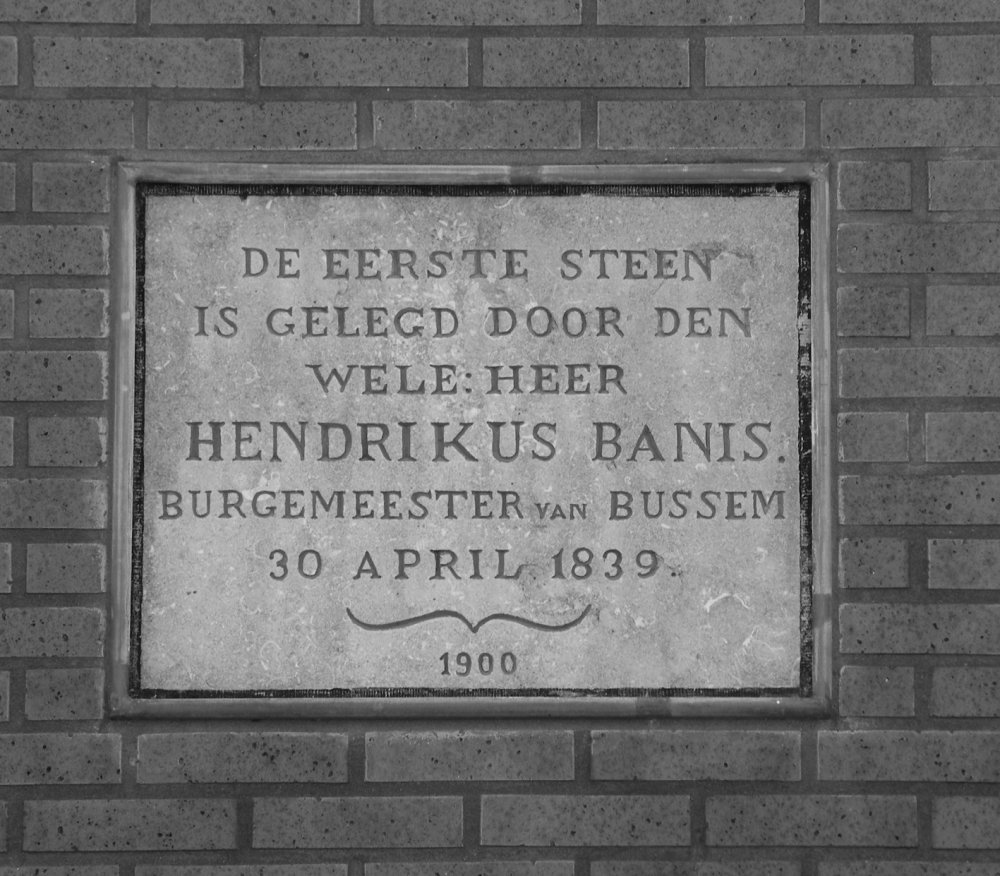 DE EERSTE STEEN
IS GELEGD DOOR DEN
WELE: HEER
HENDRIKUS BANIS.
BURGEMEESTER VAN BUSSEM
30 APRIL 1839.
1900